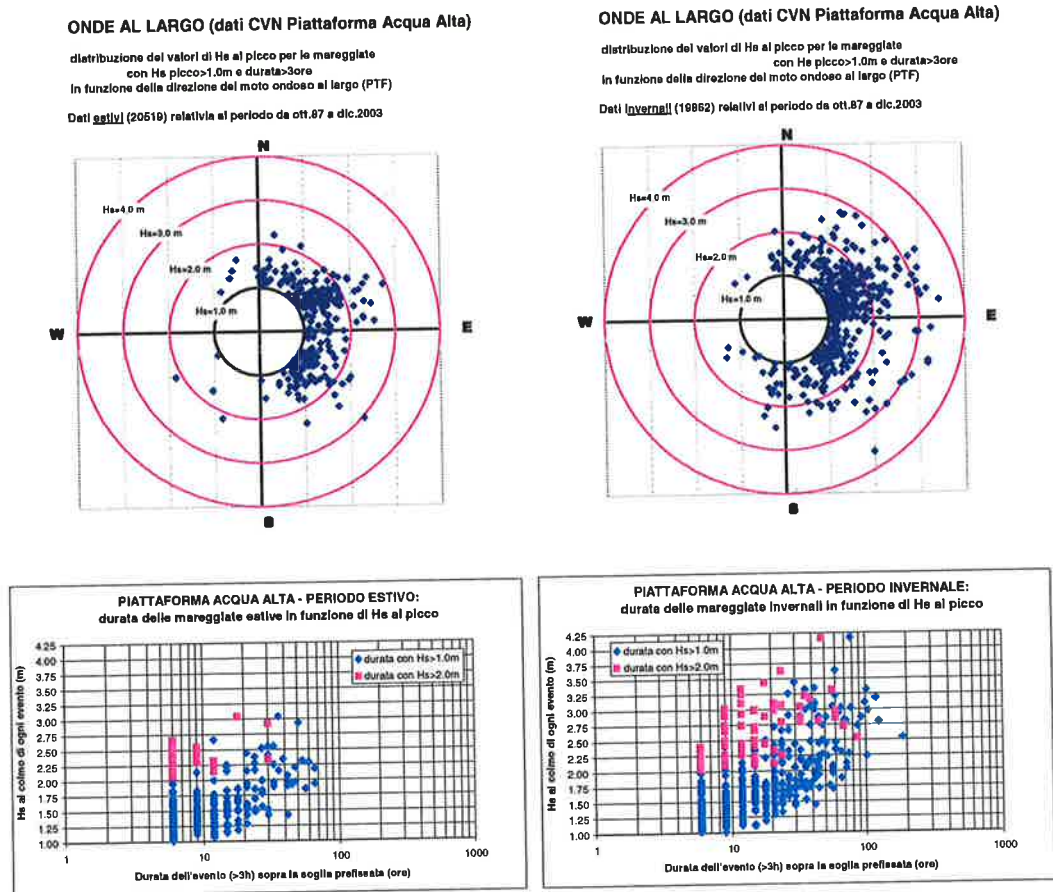 ONDE AL LARGO (dati CVN Piattaforma Acqua Alta)
distribuzione dei valori di Hs al picco per le mareggiate
con Hs picco>1.0m e durata>3ore
in funzione della direzione del moto ondoso al largo (PTF)
Dati estivi (20519) relativia al periodo da ott.87 a dic.2003
N
Hs=4.0 m
Hs=3.0 m
Hs=2.0 m
Hs=1.0 m
W
E
S
ONDE AL LARGO (dati CVN Piattaforma Acqua Alta)
distribuzione dei valori di Hs al picco per le mareggiate
con Hs picco>1.0m e durata>3ore
in funzione della direzione del moto ondoso al largo (PTF)
Dati invernali (19852) relativi al periodo da ott.87 a dic.2003
N
Hs=4.0 m
Hs=3.0 m
Hs=2.0 m
Hs=1.0 m
W
E
S
PIATTAFORMA ACQUA ALTA - PERIODO ESTIVO:
durata delle mareggiate estive in funzione di Hs al picco
Hs al colmo di ogni evento (m)
4.25
4.00
3.75
3.50
3.25
3.00
2.75
2.50
2.25
2.00
1.75
1.50
1.25
1.00
durata con Hs>1.0m
durata con Hs>2.0m
1
10
100
1000
Durata dell'evento (>3h) sopra la soglia prefissata (ore)
PIATTAFORMA ACQUA ALTA - PERIODO INVERNALE:
durata delle mareggiate invernali in funzione di Hs al picco
Hs al colmo di ogni evento (m)
4.25
4.00
3.75
3.50
3.25
3.00
2.75
2.50
2.25
2.00
1.75
1.50
1.25
1.00
durata con Hs>1.0m
durata con Hs>2.0m
1
10
100
1000
Durata dell'evento (>3h) sopra la soglia prefissata (ore)